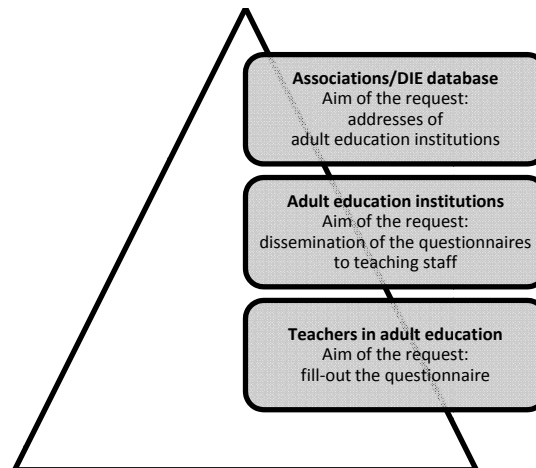 Associations/DIE database
Aim of the request:
addresses of
adult education institutions
Adult education institutions
Aim of the request:
dissemination of the questionnaires
to teaching staff
Teachers in adult education
Aim of the request:
fill-out the questionnaire